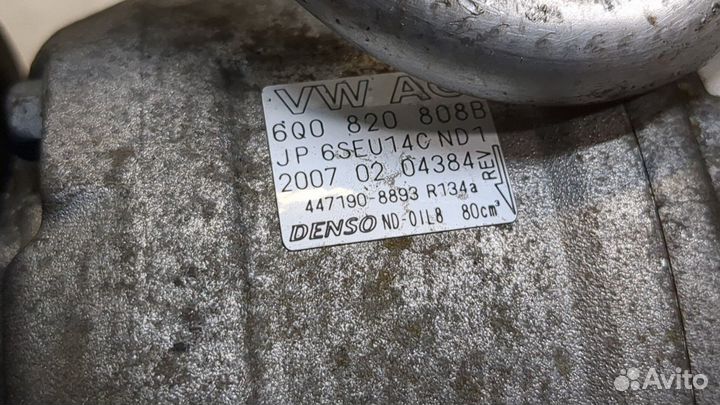 VW AG
6Q0 820 808B
JP 6SEU14C ND1
2007 02 04384
REV
447190-8893 R134a
DENSO ND-OIL8 80cm³
Avito